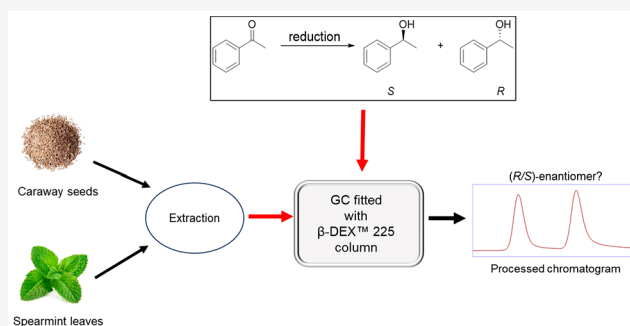 O
reduction
OH
+
OH
S
R
Caraway seeds
Spearmint leaves
Extraction
GC fitted
with
β-DEX™ 225
column
(R/S)-enantiomer?
Processed chromatogram